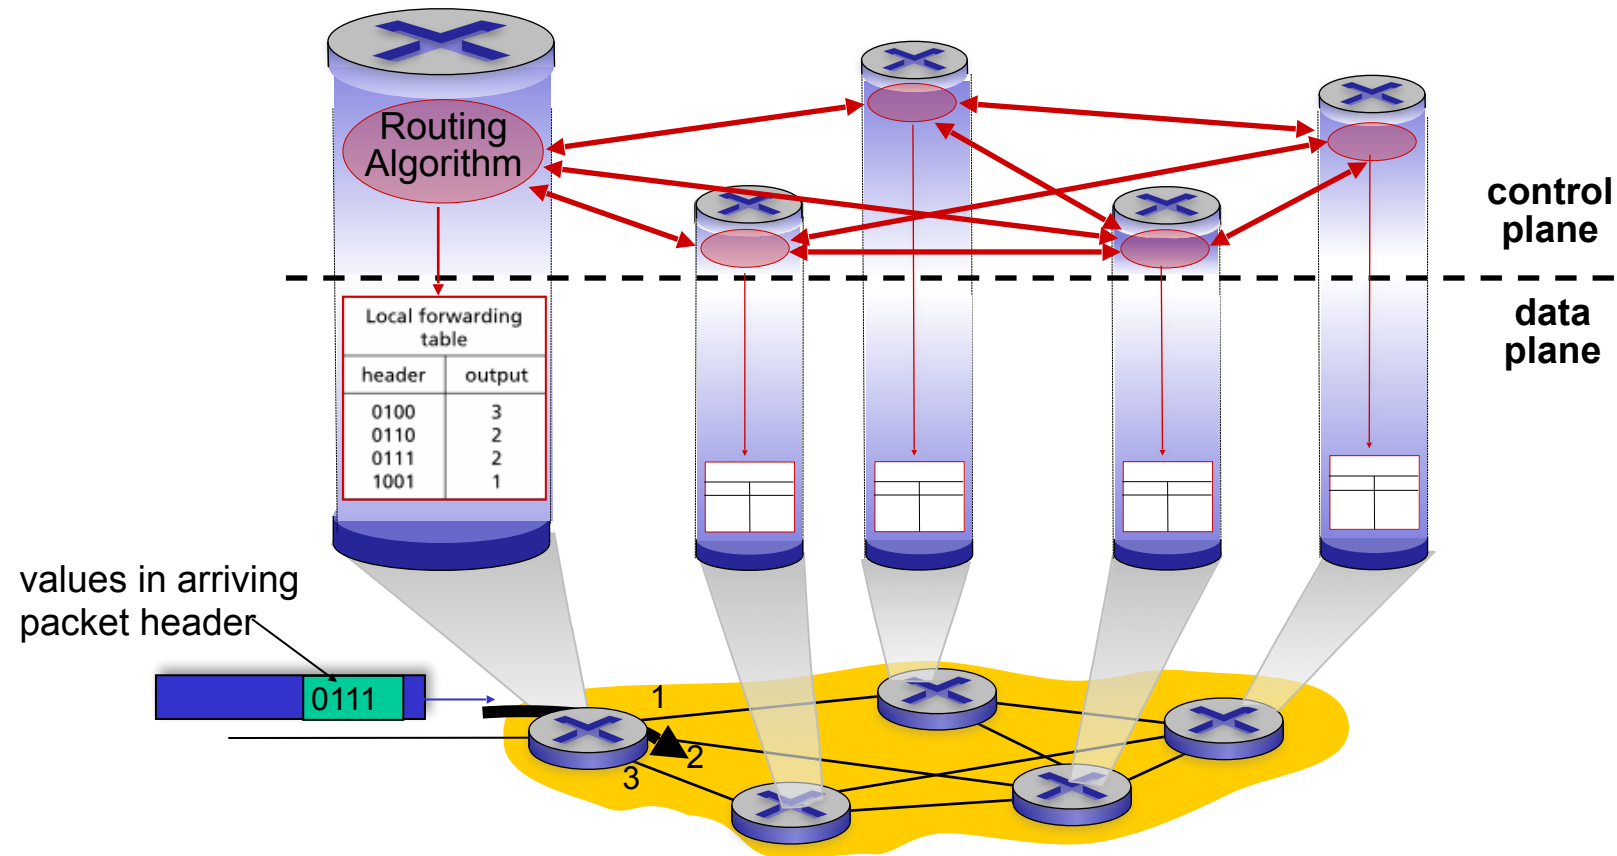 Routing
Algorithm
control
plane
data
plane
Local forwarding
table
header output
0100 3
0110 2
0111 2
1001 1
values in arriving
packet header
0111
1
2
3